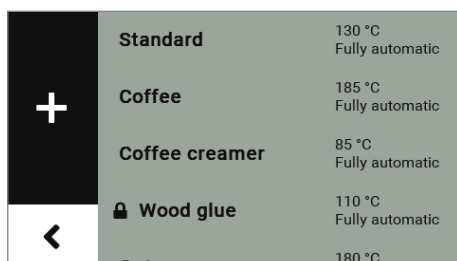 Standard
130 °C
Fully automatic
Coffee
185 °C
Fully automatic
Coffee creamer
85 °C
Fully automatic
Wood glue
110 °C
Fully automatic
180 °C